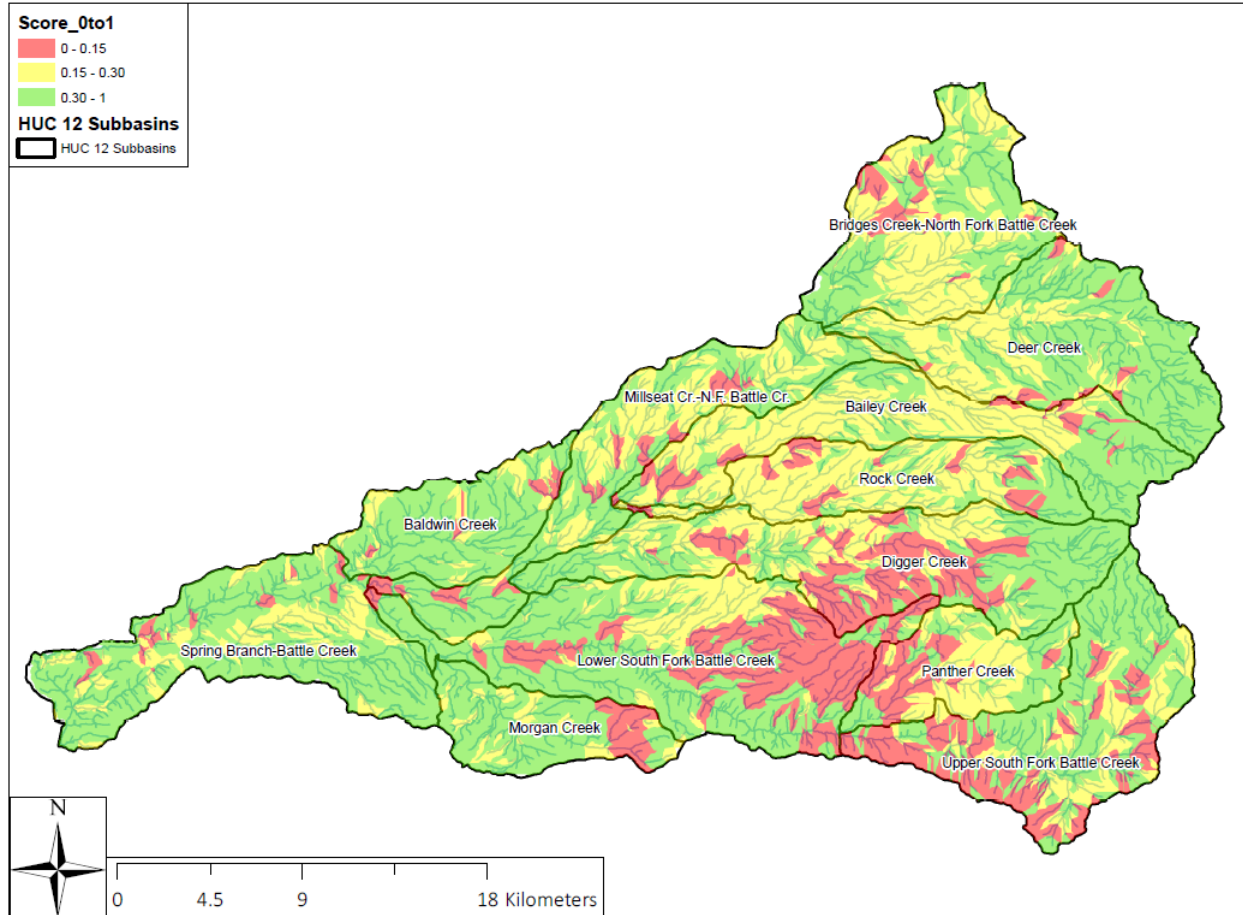 Score_0to1
0 - 0.15
0.15 - 0.30
0.30 - 1
HUC 12 Subbasins
HUC 12 Subbasins
Bridges Creek-North Fork Battle Creek
Deer Creek
Millseat Cr.-N.F. Battle Cr.
Bailey Creek
Rock Creek
Baldwin Creek
Digger Creek
Spring Branch-Battle Creek
Lower South Fork Battle Creek
Panther Creek
Morgan Creek
Upper South Fork Battle Creek
N
0 4.5 9 18 Kilometers